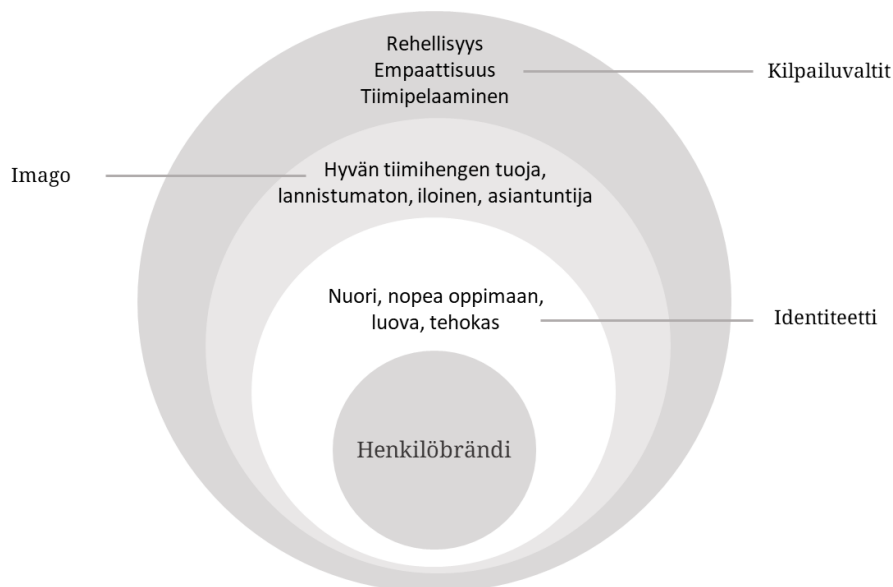 Rehellisyys
Empaattisuus
Tiimipelaaminen
Kilpailuvaltit
Imago
Hyvän tiimihengen tuoja,
lannistumaton, iloinen, asiantuntija
Nuori, nopea oppimaan,
luova, tehokas
Identiteetti
Henkilöbrändi